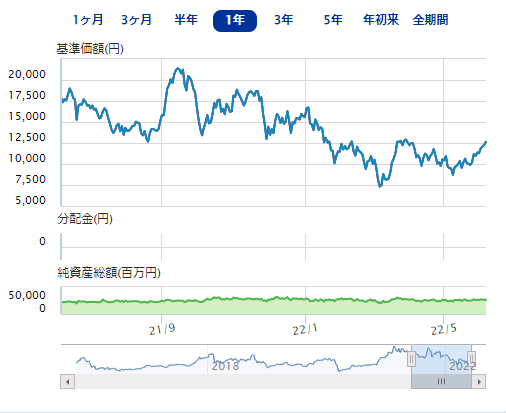 1ヶ月 3ヶ月 半年 1年 3年 5年 年初来 全期間
基準価額(円)
20,000
17,500
15,000
12,500
10,000
7,500
5,000
分配金(円)
0
純資産総額(百万円)
50,000
0
21/9 22/1 22/5
2018 2022